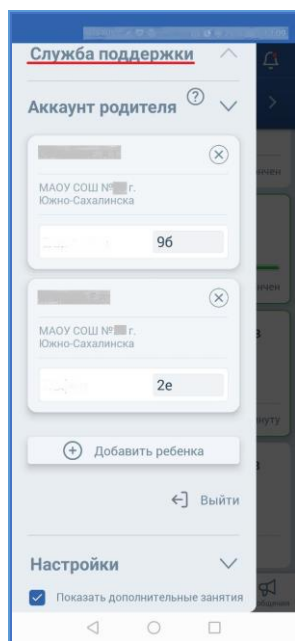 Служба поддержки
Аккаунт родителя ?
МАОУ СОШ № г.
Южно-Сахалинска
9б
МАОУ СОШ № г.
Южно-Сахалинска
2е
Добавить ребенка
Выйти
Настройки
Показать дополнительные занятия